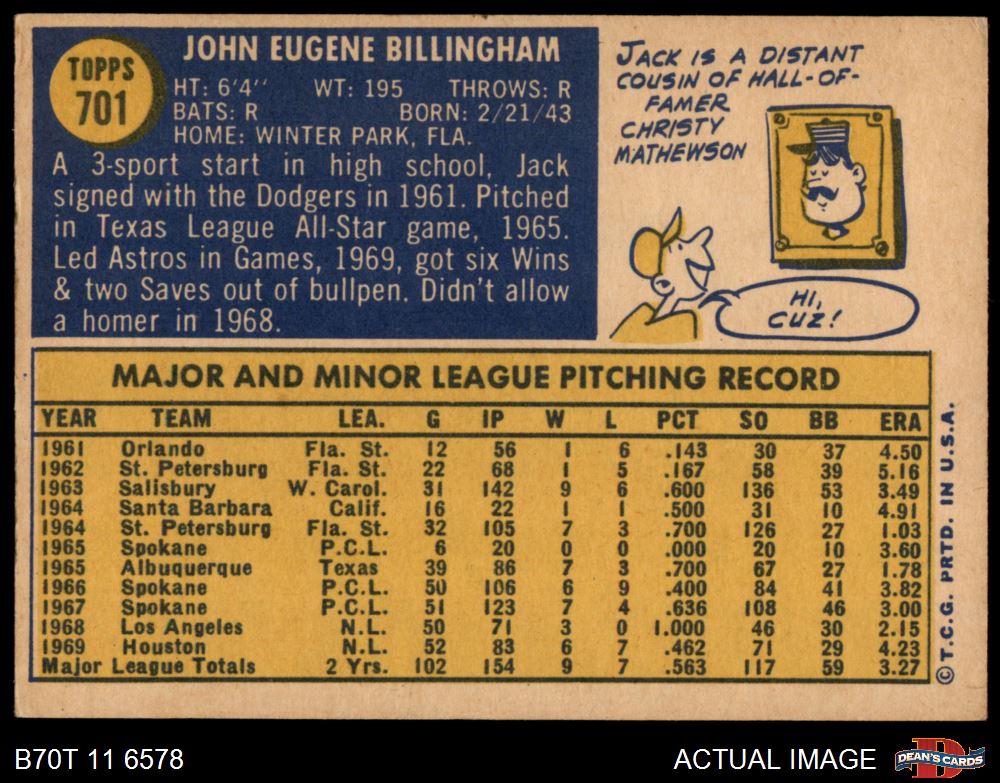 TOPPS
701
JOHN EUGENE BILLINGHAM
HT: 6'4'' WT: 195 THROWS: R
BATS: R BORN: 2/21/43
HOME: WINTER PARK, FLA.
A 3-sport start in high school, Jack
signed with the Dodgers in 1961. Pitched
in Texas League All-Star game, 1965.
Led Astros in Games, 1969, got six Wins
& two Saves out of bullpen. Didn't allow
a homer in 1968.
JACK IS A DISTANT
COUSIN OF HALL-OF-
FAMER
CHRISTY
MATHEWSON
HI,
CUZ!
MAJOR AND MINOR LEAGUE PITCHING RECORD
YEAR TEAM LEA. G IP W L PCT SO BB ERA
1961 Orlando Fla. St. 12 56 1 6 .143 30 37 4.50
1962 St. Petersburg Fla. St. 22 68 1 5 .167 58 39 5.16
1963 Salisbury W. Carol. 31 142 9 6 .600 136 53 3.49
1964 Santa Barbara Calif. 16 22 1 1 .500 31 10 4.91
1964 St. Petersburg Fla. St. 32 105 7 3 .700 126 27 1.03
1965 Spokane P.C.L. 6 20 0 0 .000 20 10 3.60
1965 Albuquerque Texas 39 86 7 3 .700 67 27 1.78
1966 Spokane P.C.L. 50 106 6 9 .400 84 41 3.82
1967 Spokane P.C.L. 51 123 7 4 .636 108 46 3.00
1968 Los Angeles N.L. 50 71 3 0 1.000 46 30 2.15
1969 Houston N.L. 52 83 6 7 .462 71 29 4.23
Major League Totals 2 Yrs. 102 154 9 7 .563 117 59 3.27
© T.C.G. PRTD. IN U.S.A.
B70T 11 6578
ACTUAL IMAGE
D
DEAN'S CARDS